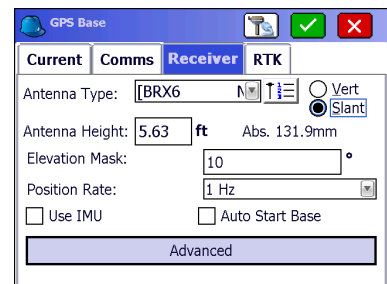 GPS Base
Current Comms Receiver RTK
Antenna Type: [BRX6 N Vert
Slant
Antenna Height: 5.63 ft Abs. 131.9mm
Elevation Mask: 10 °
Position Rate: 1 Hz
Use IMU Auto Start Base
Advanced